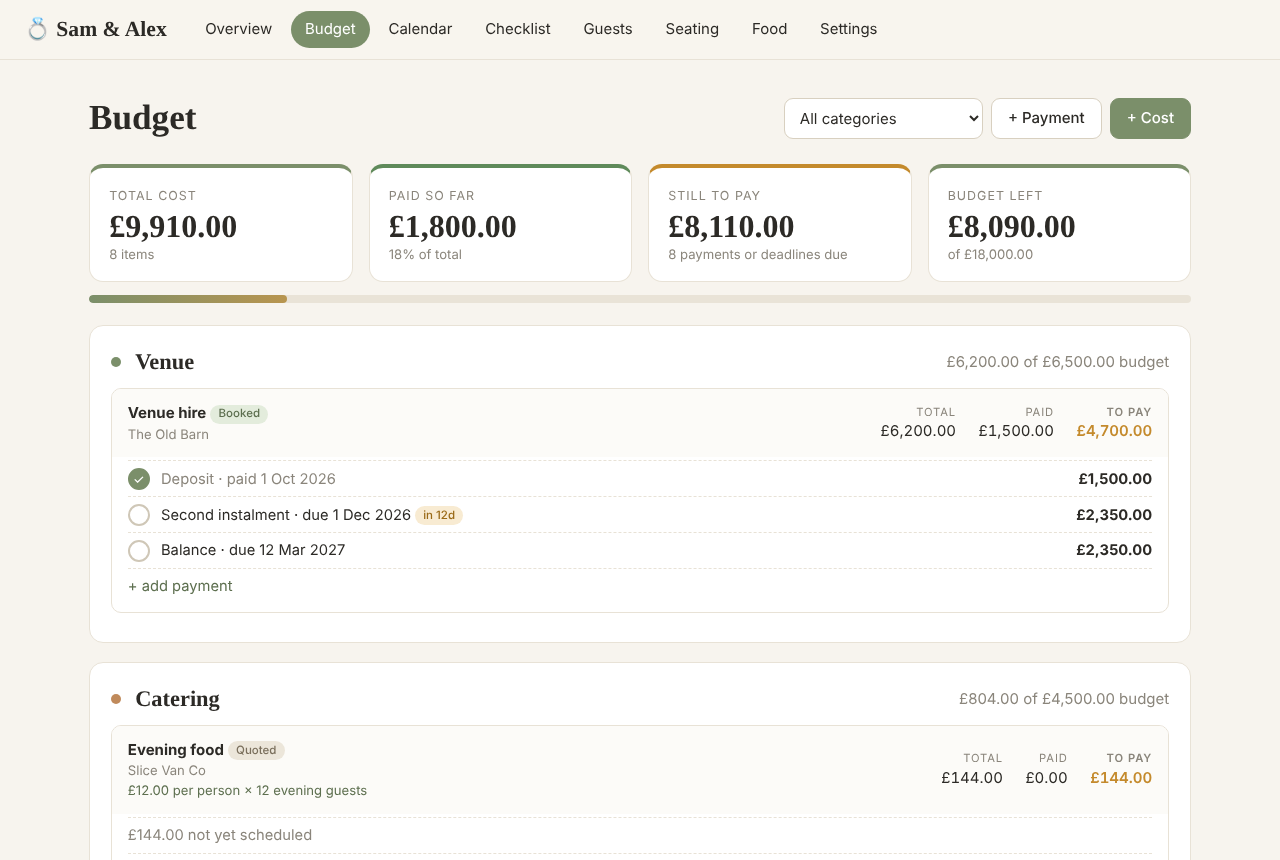 💍 Sam & Alex Overview Budget Calendar Checklist Guests Seating Food Settings
Budget All categories + Payment + Cost
TOTAL COST
£9,910.00
8 items
PAID SO FAR
£1,800.00
18% of total
STILL TO PAY
£8,110.00
8 payments or deadlines due
BUDGET LEFT
£8,090.00
of £18,000.00
Venue £6,200.00 of £6,500.00 budget
Venue hire Booked
The Old Barn
TOTAL PAID TO PAY
£6,200.00 £1,500.00 £4,700.00
Deposit · paid 1 Oct 2026 £1,500.00
Second instalment · due 1 Dec 2026 in 12d £2,350.00
Balance · due 12 Mar 2027 £2,350.00
+ add payment
Catering £804.00 of £4,500.00 budget
Evening food Quoted
Slice Van Co
£12.00 per person × 12 evening guests
TOTAL PAID TO PAY
£144.00 £0.00 £144.00
£144.00 not yet scheduled